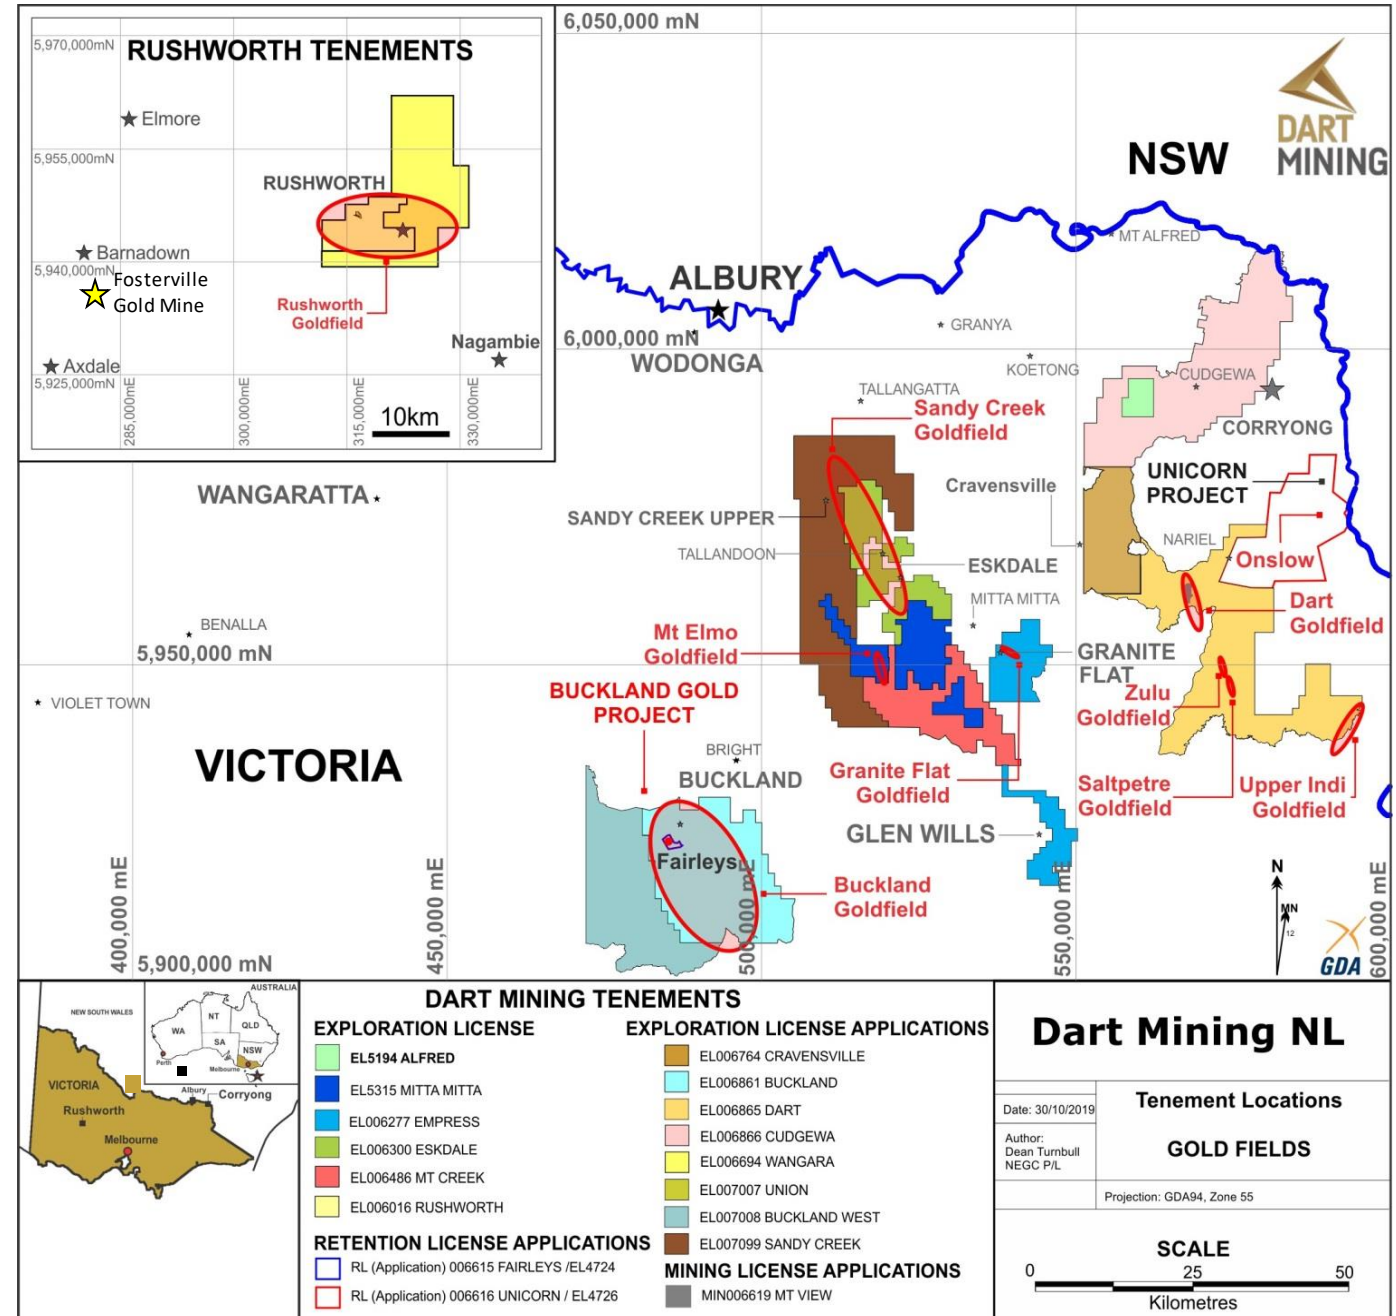 RUSHWORTH TENEMENTS
5,970,000mN
Elmore
5,955,000mN
RUSHWORTH
Barnadown
5,940,000mN
Fosterville
Gold Mine
Rushworth
Goldfield
Nagambie
Axdale
5,925,000mN
285,000mE
300,000mE
315,000mE
330,000mE
10km
6,050,000 mN
DART
MINING
NSW
MT ALFRED
ALBURY
GRANYA
6,000,000 mN
WODONGA
KOETONG
CUDGEWA
TALLANGATTA
Sandy Creek
Goldfield
CORRYONG
UNICORN
PROJECT
WANGARATTA
Cravensville
SANDY CREEK UPPER
NARIEL
TALLANDOON
Onslow
ESKDALE
MITTA MITTA
Dart
Goldfield
BENALLA
Mt Elmo
Goldfield
5,950,000 mN
GRANITE
FLAT
Zulu
Goldfield
BUCKLAND GOLD
PROJECT
VIOLET TOWN
BRIGHT
BUCKLAND
VICTORIA
Granite Flat
Goldfield
Saltpetre
Goldfield
Upper Indi
Goldfield
GLEN WILLS
Fairleys
Buckland
Goldfield
400,000 mE
450,000 mE
500,000 mE
550,000 mE
600,000 mE
5,900,000 mN
N
MN
12
GDA
NEW SOUTH WALES
AUSTRALIA
WA
NT
QLD
SA
NSW
Perth
Melbourne
VICTORIA
Albury
Corryong
Rushworth
Melbourne
DART MINING TENEMENTS
EXPLORATION LICENSE
EL5194 ALFRED
EL5315 MITTA MITTA
EL006277 EMPRESS
EL006300 ESKDALE
EL006486 MT CREEK
EL006016 RUSHWORTH
RETENTION LICENSE APPLICATIONS
RL (Application) 006615 FAIRLEYS /EL4724
RL (Application) 006616 UNICORN / EL4726
EXPLORATION LICENSE APPLICATIONS
EL006764 CRAVENSVILLE
EL006861 BUCKLAND
EL006865 DART
EL006866 CUDGEWA
EL006694 WANGARA
EL007007 UNION
EL007008 BUCKLAND WEST
EL007099 SANDY CREEK
MINING LICENSE APPLICATIONS
MIN006619 MT VIEW
Dart Mining NL
Date: 30/10/2019
Author:
Dean Turnbull
NEGC P/L
Tenement Locations
GOLD FIELDS
Projection: GDA94, Zone 55
SCALE
0 25 50
Kilometres